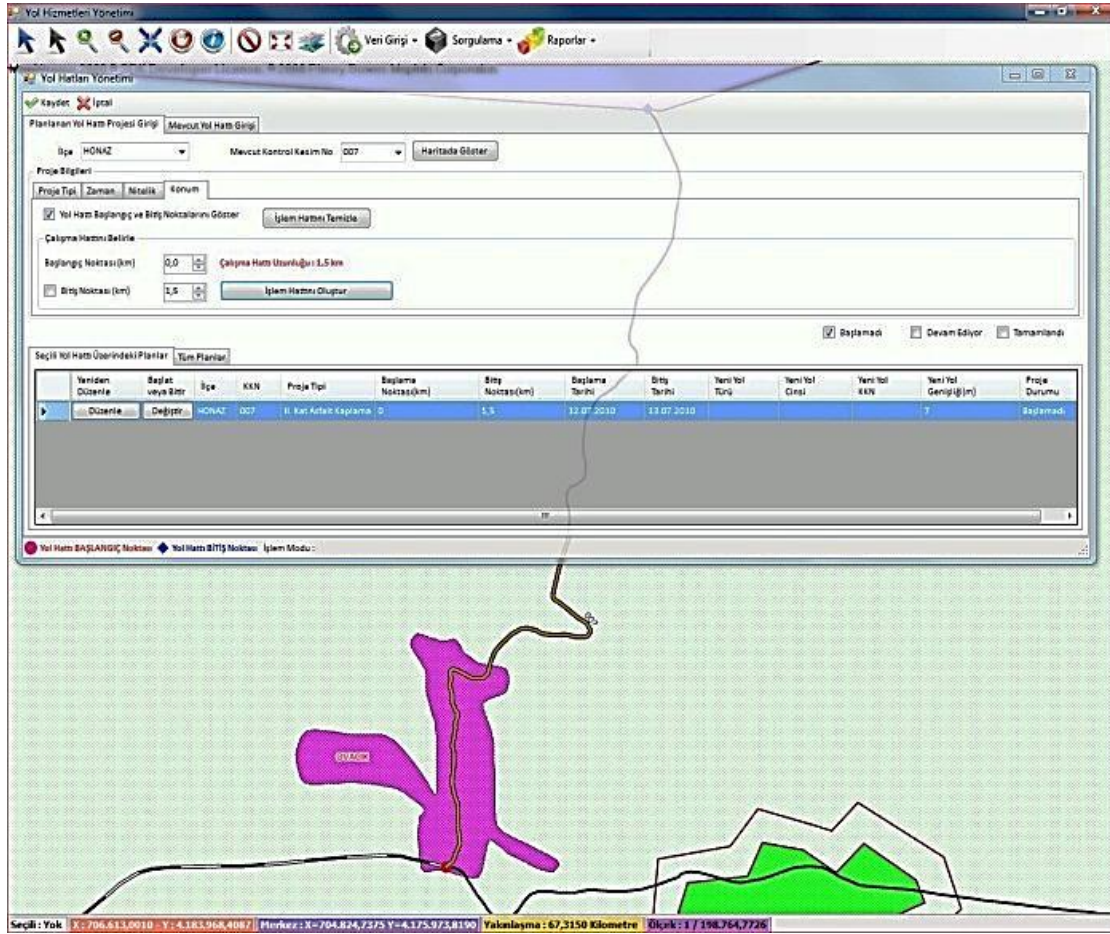 Yol Hizmetleri Yönetimi
Veri Girişi Sorgulama Raporlar
Yol Hatları Yönetimi
Kaydet İptal
Planlanan Yol Hattı Projesi Girişi Mevcut Yol Hattı Girişi
İlçe HONAZ Mevcut Kontrol Kesim No 007 Haritada Göster
Proje Bilgileri
Proje Tipi Zaman Nitelik Konum
Yol Hattı Başlangıç ve Bitiş Noktalarını Göster İşlem Hattını Temizle
Çalışma Hattını Belirle
Başlangıç Noktası (km) 0,0 Çalışma Hattı Uzunluğu : 1.5 km
Bitiş Noktası (km) 1,5 İşlem Hattını Oluştur
Başlamadı Devam Ediyor Tamamlandı
Seçili Yol Hattı Üzerindeki Planlar Tüm Planlar
Yeniden Düzenle Başlat veya Bitir İlçe KKN Proje Tipi Başlama Noktası(km) Bitiş Noktası(km) Başlama Tarihi Bitiş Tarihi Yeni Yol Türü Yeni Yol Cinsi Yeni Yol KKN Yeni Yol Genişliği(m) Proje Durumu
Düzenle Değiştir HONAZ 007 II. Kat Asfalt Kaplama 0 1,5 12.07.2010 13.07.2010 7 Başlamadı
Yol Hattı BAŞLANGIÇ Noktası Yol Hattı BİTİŞ Noktası İşlem Modu :
OVACIK
Seçili : Yok X : 706.613,0010 - Y : 4.183.968,4087 Merkez : X=704.824,7375 Y=4.175.973,8190 Yakınlaşma : 67,3150 Kilometre Ölçek : 1 / 198.764,7726